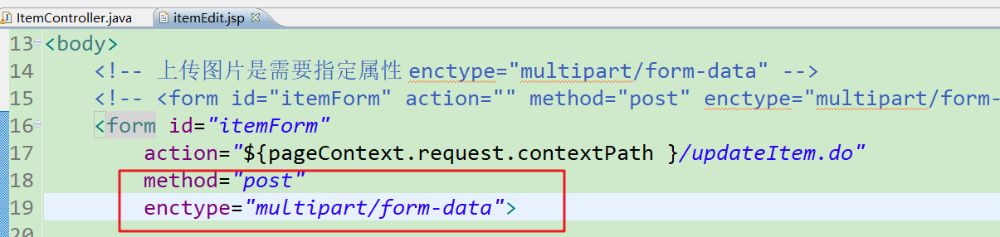 ItemController.java itemEdit.jsp
13 <body>
14 <!-- 上传图片是需要指定属性 enctype="multipart/form-data" -->
15 <!-- <form id="itemForm" action="" method="post" enctype="multipart/form-
16 <form id="itemForm"
17 action="${pageContext.request.contextPath }/updateItem.do"
18 method="post"
19 enctype="multipart/form-data">
20